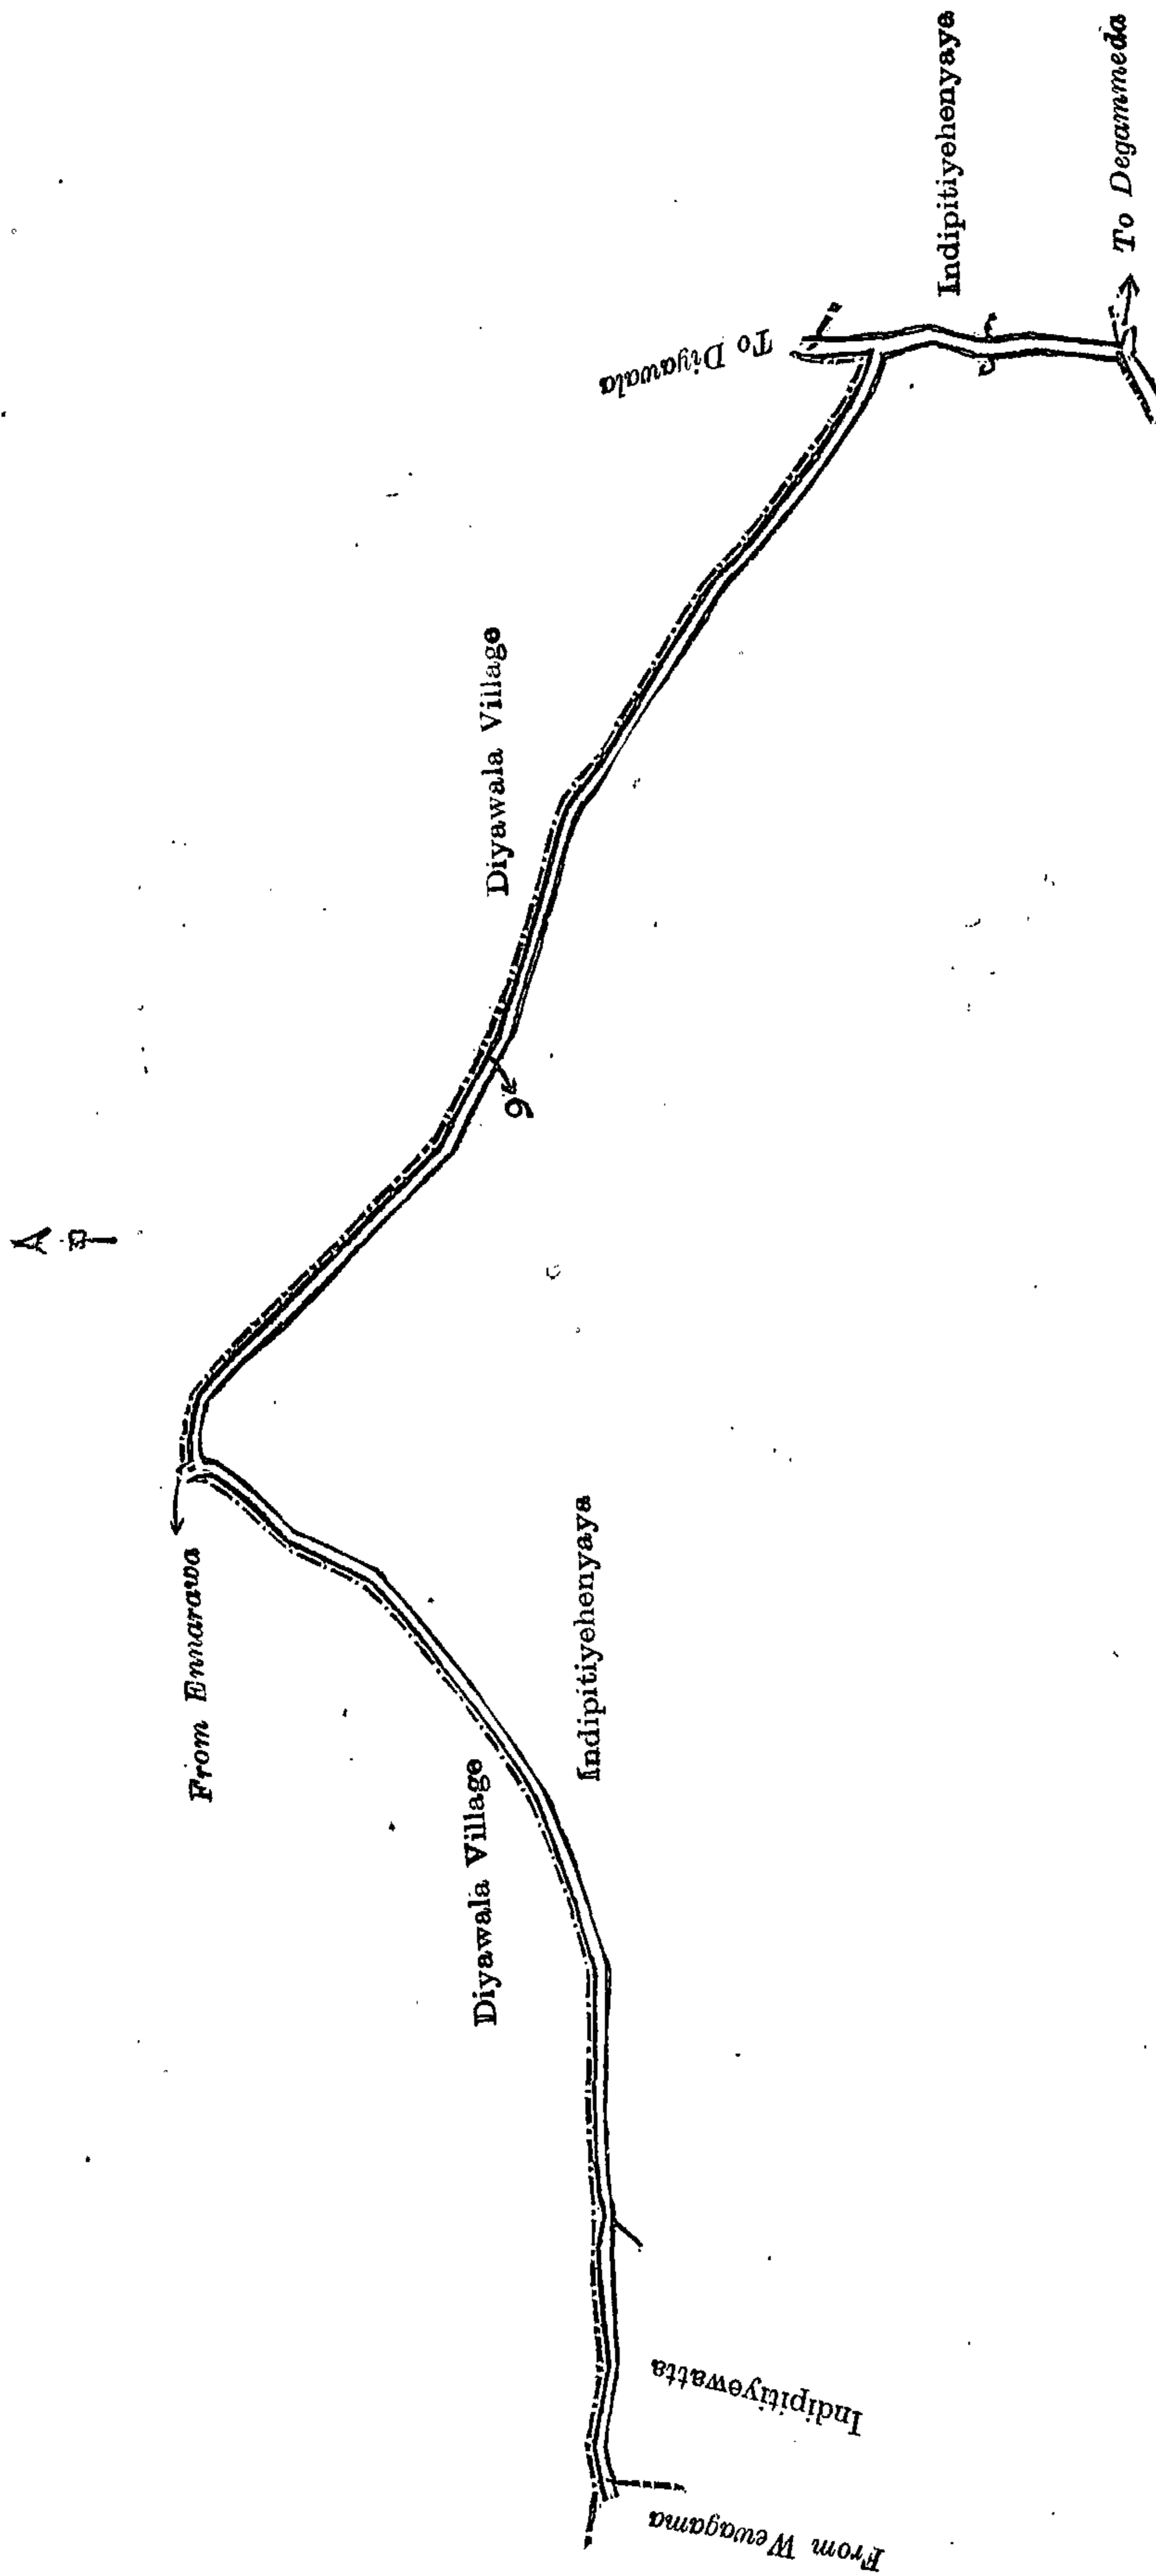 Indipitiyehenyaya
To Degammeda
To Diyawala
Diyawala Village
9
From Ennarawa
Indipitiyehenyaya
Diyawala Village
Indipitiyewatta
From Wewagama